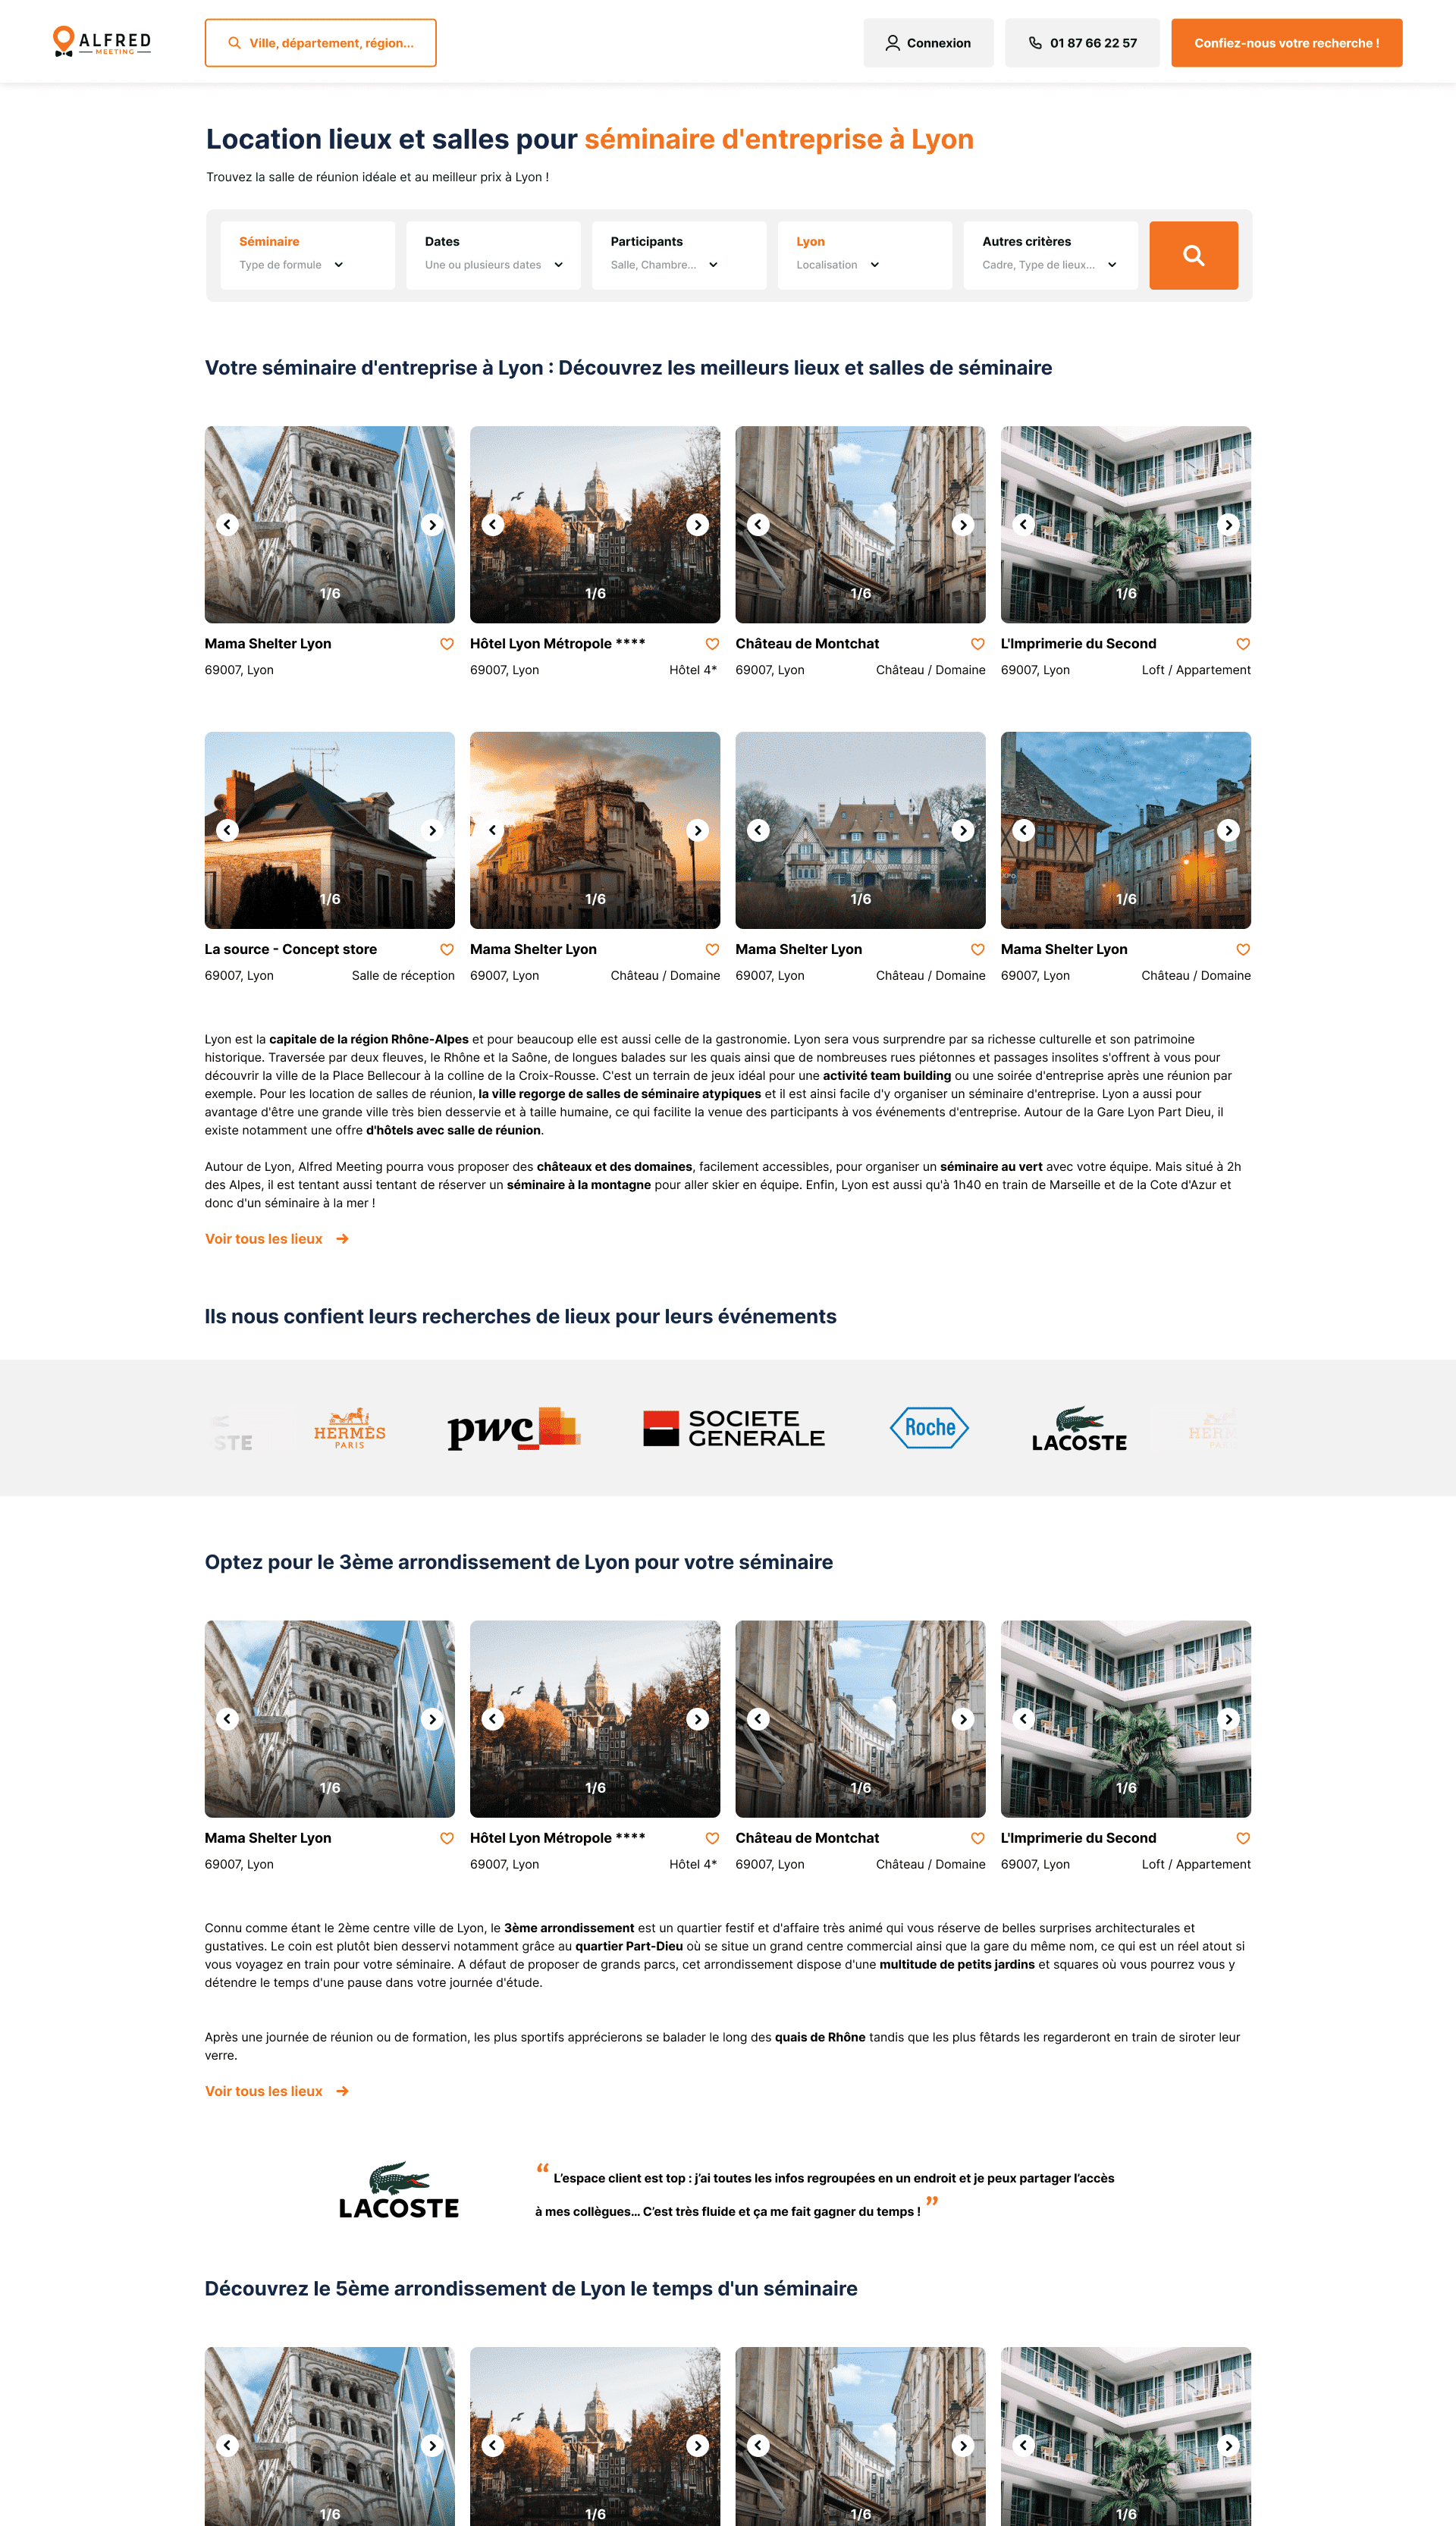 ALFRED
MEETING
Ville, département, région...
Connexion
01 87 66 22 57
Confiez-nous votre recherche !
Location lieux et salles pour séminaire d'entreprise à Lyon
Trouvez la salle de réunion idéale et au meilleur prix à Lyon !
Séminaire
Type de formule
Dates
Une ou plusieurs dates
Participants
Salle, Chambre...
Lyon
Localisation
Autres critères
Cadre, Type de lieux...
Votre séminaire d'entreprise à Lyon : Découvrez les meilleurs lieux et salles de séminaire
1/6
1/6
1/6
1/6
Mama Shelter Lyon
69007, Lyon
Hôtel Lyon Métropole ****
69007, Lyon Hôtel 4*
Château de Montchat
69007, Lyon Château / Domaine
L'Imprimerie du Second
69007, Lyon Loft / Appartement
1/6
1/6
1/6
1/6
La source - Concept store
69007, Lyon Salle de réception
Mama Shelter Lyon
69007, Lyon Château / Domaine
Mama Shelter Lyon
69007, Lyon Château / Domaine
Mama Shelter Lyon
69007, Lyon Château / Domaine
Lyon est la capitale de la région Rhône-Alpes et pour beaucoup elle est aussi celle de la gastronomie. Lyon sera vous surprendre par sa richesse culturelle et son patrimoine
historique. Traversée par deux fleuves, le Rhône et la Saône, de longues balades sur les quais ainsi que de nombreuses rues piétonnes et passages insolites s'offrent à vous pour
découvrir la ville de la Place Bellecour à la colline de la Croix-Rousse. C'est un terrain de jeux idéal pour une activité team building ou une soirée d'entreprise après une réunion par
exemple. Pour les location de salles de réunion, la ville regorge de salles de séminaire atypiques et il est ainsi facile d'y organiser un séminaire d'entreprise. Lyon a aussi pour
avantage d'être une grande ville très bien desservie et à taille humaine, ce qui facilite la venue des participants à vos événements d'entreprise. Autour de la Gare Lyon Part Dieu, il
existe notamment une offre d'hôtels avec salle de réunion.
Autour de Lyon, Alfred Meeting pourra vous proposer des châteaux et des domaines, facilement accessibles, pour organiser un séminaire au vert avec votre équipe. Mais situé à 2h
des Alpes, il est tentant aussi tentant de réserver un séminaire à la montagne pour aller skier en équipe. Enfin, Lyon est aussi qu'à 1h40 en train de Marseille et de la Cote d'Azur et
donc d'un séminaire à la mer !
Voir tous les lieux
Ils nous confient leurs recherches de lieux pour leurs événements
STE
HERMÈS
PARIS
pwc
SOCIETE
GENERALE
Roche
LACOSTE
HERM
Optez pour le 3ème arrondissement de Lyon pour votre séminaire
1/6
1/6
1/6
1/6
Mama Shelter Lyon
69007, Lyon
Hôtel Lyon Métropole ****
69007, Lyon Hôtel 4*
Château de Montchat
69007, Lyon Château / Domaine
L'Imprimerie du Second
69007, Lyon Loft / Appartement
Connu comme étant le 2ème centre ville de Lyon, le 3ème arrondissement est un quartier festif et d'affaire très animé qui vous réserve de belles surprises architecturales et
gustatives. Le coin est plutôt bien desservi notamment grâce au quartier Part-Dieu où se situe un grand centre commercial ainsi que la gare du même nom, ce qui est un réel atout si
vous voyagez en train pour votre séminaire. A défaut de proposer de grands parcs, cet arrondissement dispose d'une multitude de petits jardins et squares où vous pourrez vous y
détendre le temps d'une pause dans votre journée d'étude.
Après une journée de réunion ou de formation, les plus sportifs apprécierons se balader le long des quais de Rhône tandis que les plus fêtards les regarderont en train de siroter leur
verre.
Voir tous les lieux
LACOSTE
“ L’espace client est top : j’ai toutes les infos regroupées en un endroit et je peux partager l’accès
à mes collègues... C’est très fluide et ça me fait gagner du temps ! ”
Découvrez le 5ème arrondissement de Lyon le temps d'un séminaire
1/6
1/6
1/6
1/6